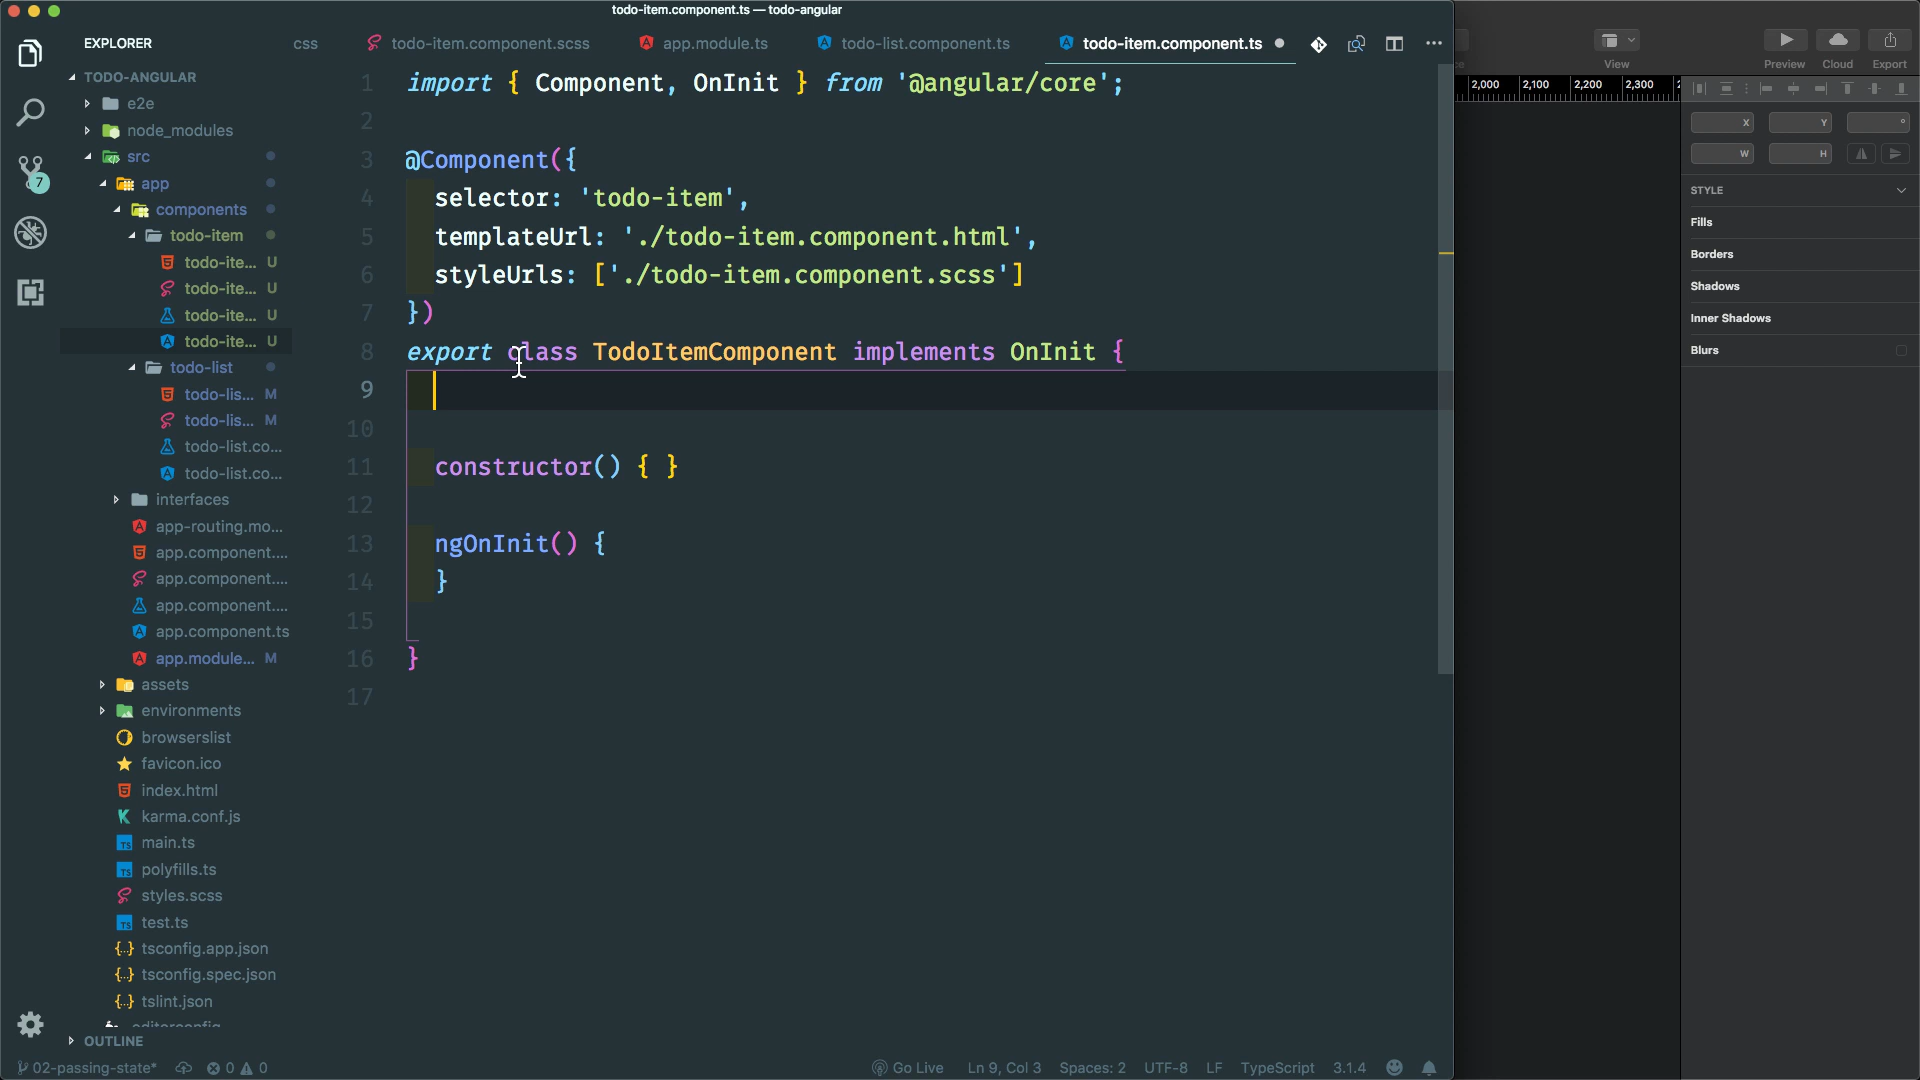 todo-item.component.ts — todo-angular
EXPLORER
css
todo-item.component.scss
app.module.ts
todo-list.component.ts
todo-item.component.ts
View
Preview
Cloud
Export
TODO-ANGULAR
e2e
node_modules
src
app
components
todo-item
todo-ite... U
todo-ite... U
todo-ite... U
todo-ite... U
todo-list
todo-lis... M
todo-lis... M
todo-list.co...
todo-list.co...
interfaces
app-routing.mo...
app.component....
app.component....
app.component....
app.component.ts
app.module... M
assets
environments
browserslist
favicon.ico
index.html
karma.conf.js
main.ts
polyfills.ts
styles.scss
test.ts
tsconfig.app.json
tsconfig.spec.json
tslint.json
OUTLINE
7
1 import { Component, OnInit } from '@angular/core';
2
3 @Component({
4 selector: 'todo-item',
5 templateUrl: './todo-item.component.html',
6 styleUrls: ['./todo-item.component.scss']
7 })
8 export class TodoItemComponent implements OnInit {
9
10
11 constructor() { }
12
13 ngOnInit() {
14 }
15
16 }
17
2,000 2,100 2,200 2,300
X Y °
W H
STYLE
Fills
Borders
Shadows
Inner Shadows
Blurs
02-passing-state* 0 0 Go Live Ln 9, Col 3 Spaces: 2 UTF-8 LF TypeScript 3.1.4